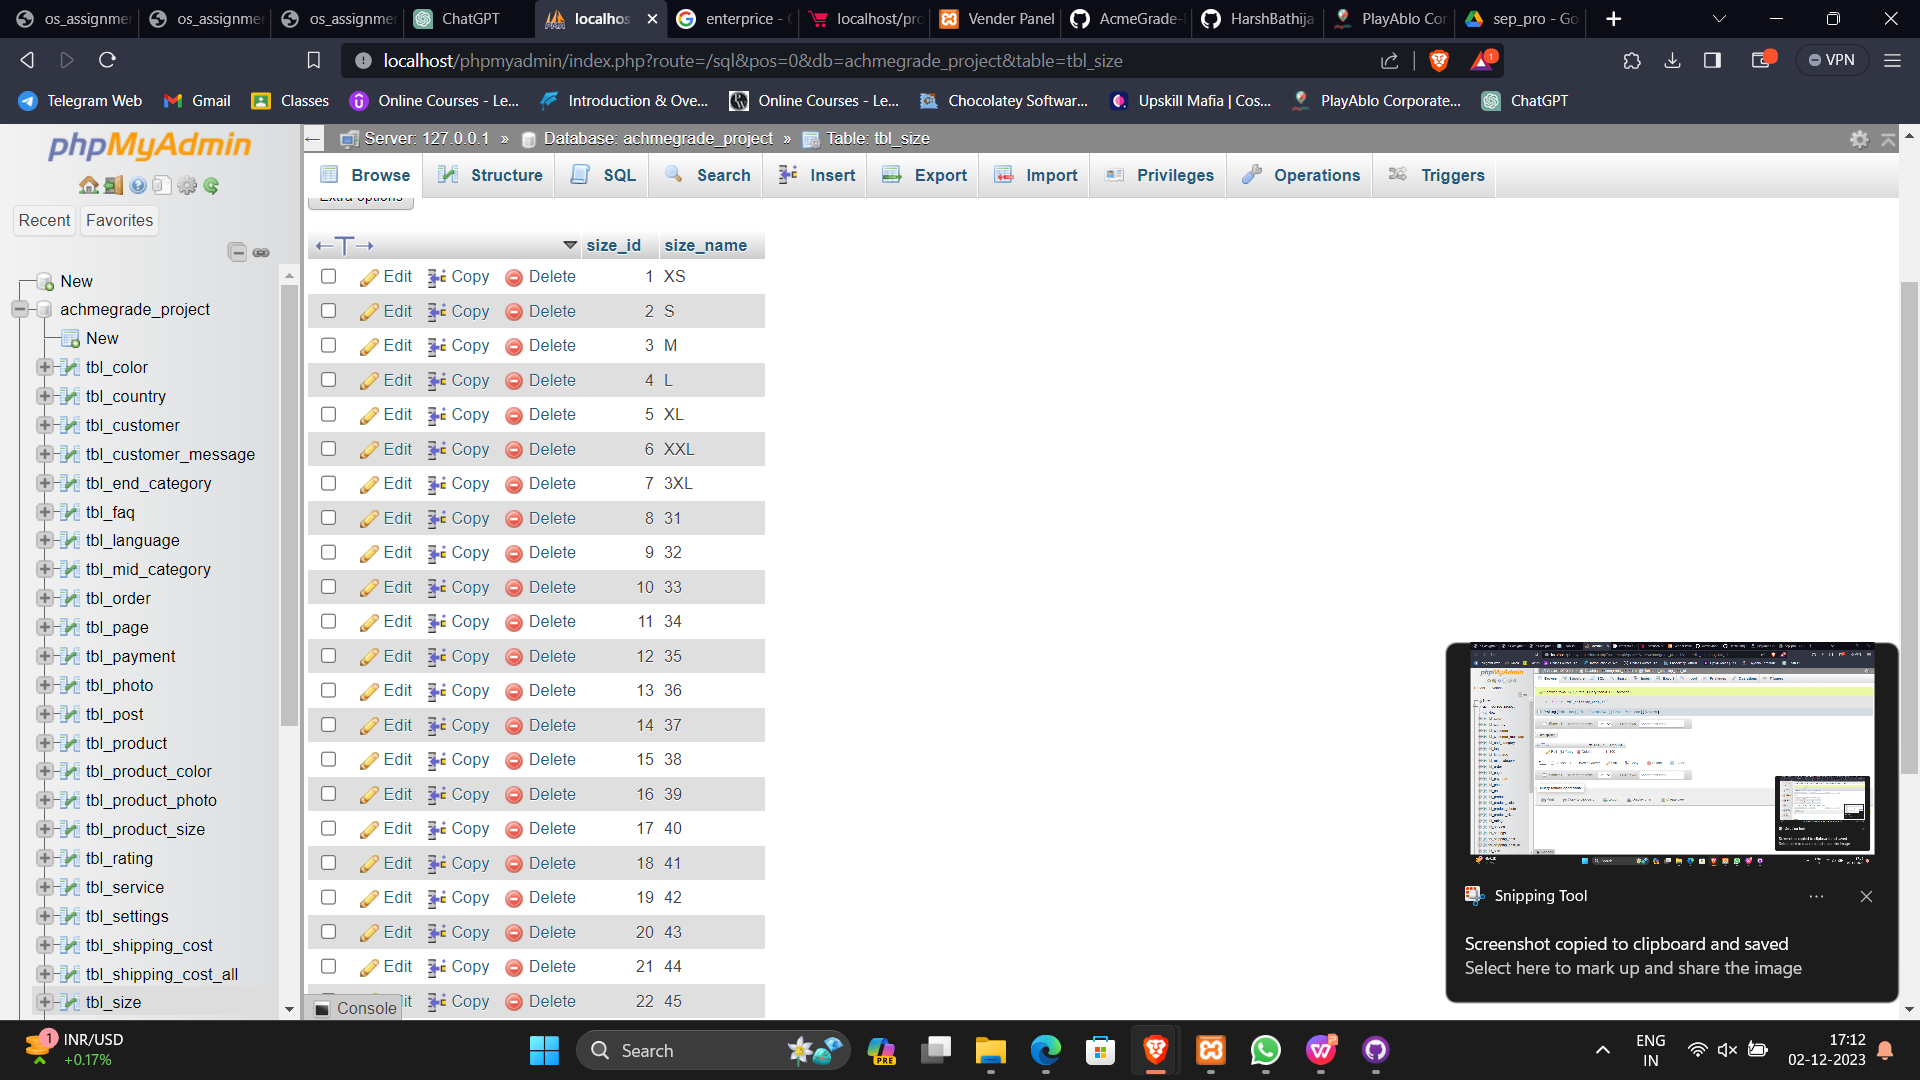 os_assignmer
os_assignmer
os_assignmer
ChatGPT
localhos
enterprice - G
localhost/pro
Vender Panel
AcmeGrade-
HarshBathija
PlayAblo Cor
sep_pro - Go
localhost/phpmyadmin/index.php?route=/sql&pos=0&db=achmegrade_project&table=tbl_size
1
VPN
Telegram Web
Gmail
Classes
Online Courses - Le...
Introduction & Ove...
Online Courses - Le...
Chocolatey Softwar...
Upskill Mafia | Cos...
PlayAblo Corporate...
ChatGPT
phpMyAdmin
Recent
Favorites
New
achmegrade_project
New
tbl_color
tbl_country
tbl_customer
tbl_customer_message
tbl_end_category
tbl_faq
tbl_language
tbl_mid_category
tbl_order
tbl_page
tbl_payment
tbl_photo
tbl_post
tbl_product
tbl_product_color
tbl_product_photo
tbl_product_size
tbl_rating
tbl_service
tbl_settings
tbl_shipping_cost
tbl_shipping_cost_all
tbl_size
Server: 127.0.0.1 » Database: achmegrade_project » Table: tbl_size
Browse
Structure
SQL
Search
Insert
Export
Import
Privileges
Operations
Triggers
Extra options
size_id size_name
Edit Copy Delete 1 XS
Edit Copy Delete 2 S
Edit Copy Delete 3 M
Edit Copy Delete 4 L
Edit Copy Delete 5 XL
Edit Copy Delete 6 XXL
Edit Copy Delete 7 3XL
Edit Copy Delete 8 31
Edit Copy Delete 9 32
Edit Copy Delete 10 33
Edit Copy Delete 11 34
Edit Copy Delete 12 35
Edit Copy Delete 13 36
Edit Copy Delete 14 37
Edit Copy Delete 15 38
Edit Copy Delete 16 39
Edit Copy Delete 17 40
Edit Copy Delete 18 41
Edit Copy Delete 19 42
Edit Copy Delete 20 43
Edit Copy Delete 21 44
Copy Delete 22 45
Console
phpMyAdmin
Snipping Tool
Screenshot copied to clipboard and saved
Select here to mark up and share the image
1
INR/USD
+0.17%
Search
PRE
ENG
IN
17:12
02-12-2023